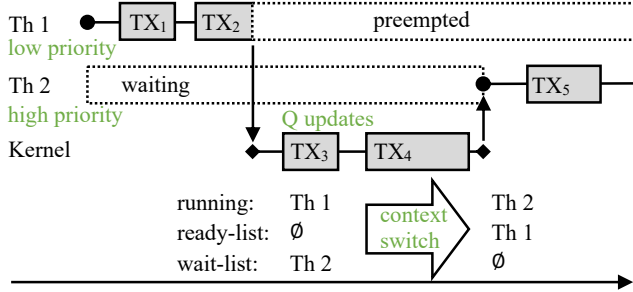 Th 1 TX₁ TX₂ preempted
low priority
Th 2 waiting TX₅
high priority
Q updates
Kernel TX₃ TX₄
running: Th 1 Th 2
ready-list: ∅ context Th 1
switch
wait-list: Th 2 ∅